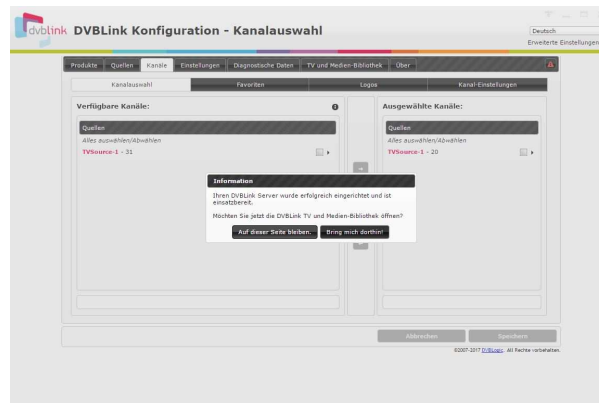 dvblink DVBLink Konfiguration - Kanalauswahl
Deutsch
Erweiterte Einstellungen
Produkte Quellen Kanäle Einstellungen Diagnostische Daten TV und Medien-Bibliothek Über
Kanalauswahl Favoriten Logos Kanal-Einstellungen
Verfügbare Kanäle: Ausgewählte Kanäle:
Quellen Quellen
Alles auswählen/Abwählen Alles auswählen/Abwählen
TVSource-1 - 31 TVSource-1 - 20
Information
Ihren DVBLink Server wurde erfolgreich eingerichtet und ist
einsatzbereit.
Möchten Sie jetzt die DVBLink TV und Medien-Bibliothek öffnen?
Auf dieser Seite bleiben. Bring mich dorthin!
Abbrechen Speichern
©2007-2017 DVBLogic. All Rechte vorbehalten.